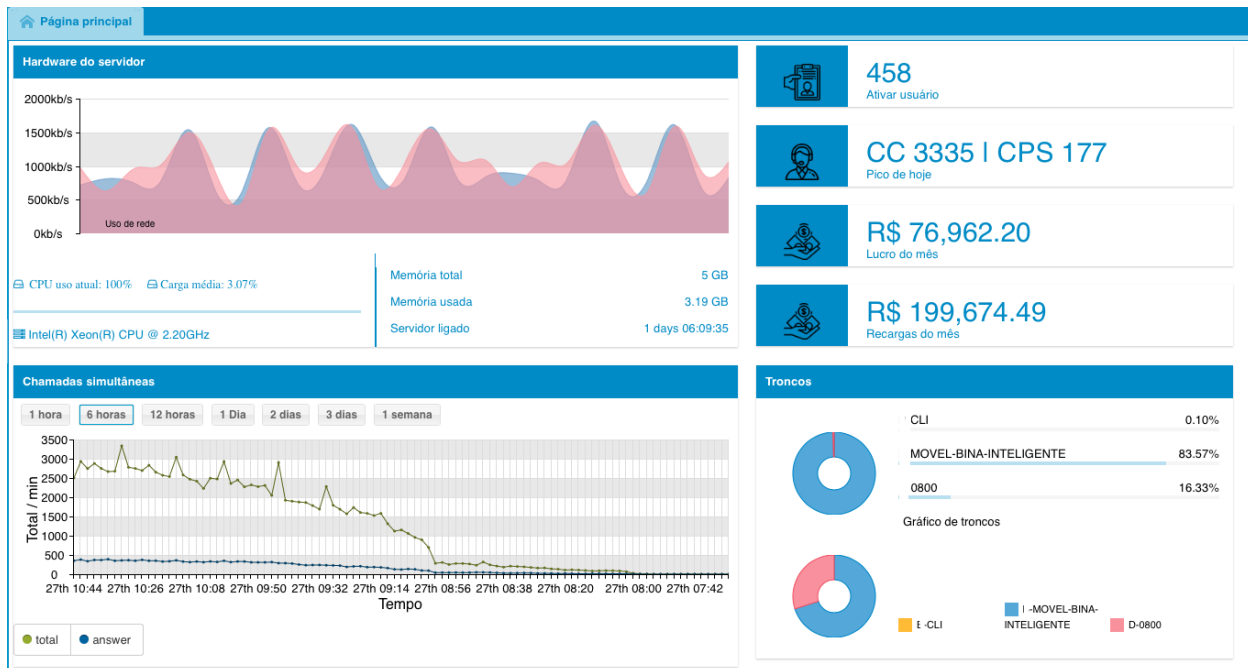 Página principal
Hardware do servidor
2000kb/s
1500kb/s
1000kb/s
500kb/s
0kb/s
Uso de rede
CPU uso atual: 100% Carga média: 3.07%
Intel(R) Xeon(R) CPU @ 2.20GHz
Memória total 5 GB
Memória usada 3.19 GB
Servidor ligado 1 days 06:09:35
458
Ativar usuário
CC 3335 | CPS 177
Pico de hoje
R$ 76,962.20
Lucro do mês
R$ 199,674.49
Recargas do mês
Chamadas simultâneas
1 hora 6 horas 12 horas 1 Dia 2 dias 3 dias 1 semana
3500
3000
2500
2000
1500
1000
500
0
Total / min
27th 10:44 27th 10:26 27th 10:08 27th 09:50 27th 09:32 27th 09:14 27th 08:56 27th 08:38 27th 08:20 27th 08:00 27th 07:42
Tempo
total answer
Troncos
CLI 0.10%
MOVEL-BINA-INTELIGENTE 83.57%
0800 16.33%
Gráfico de troncos
-CLI
-MOVEL-BINA-
INTELIGENTE
D-0800